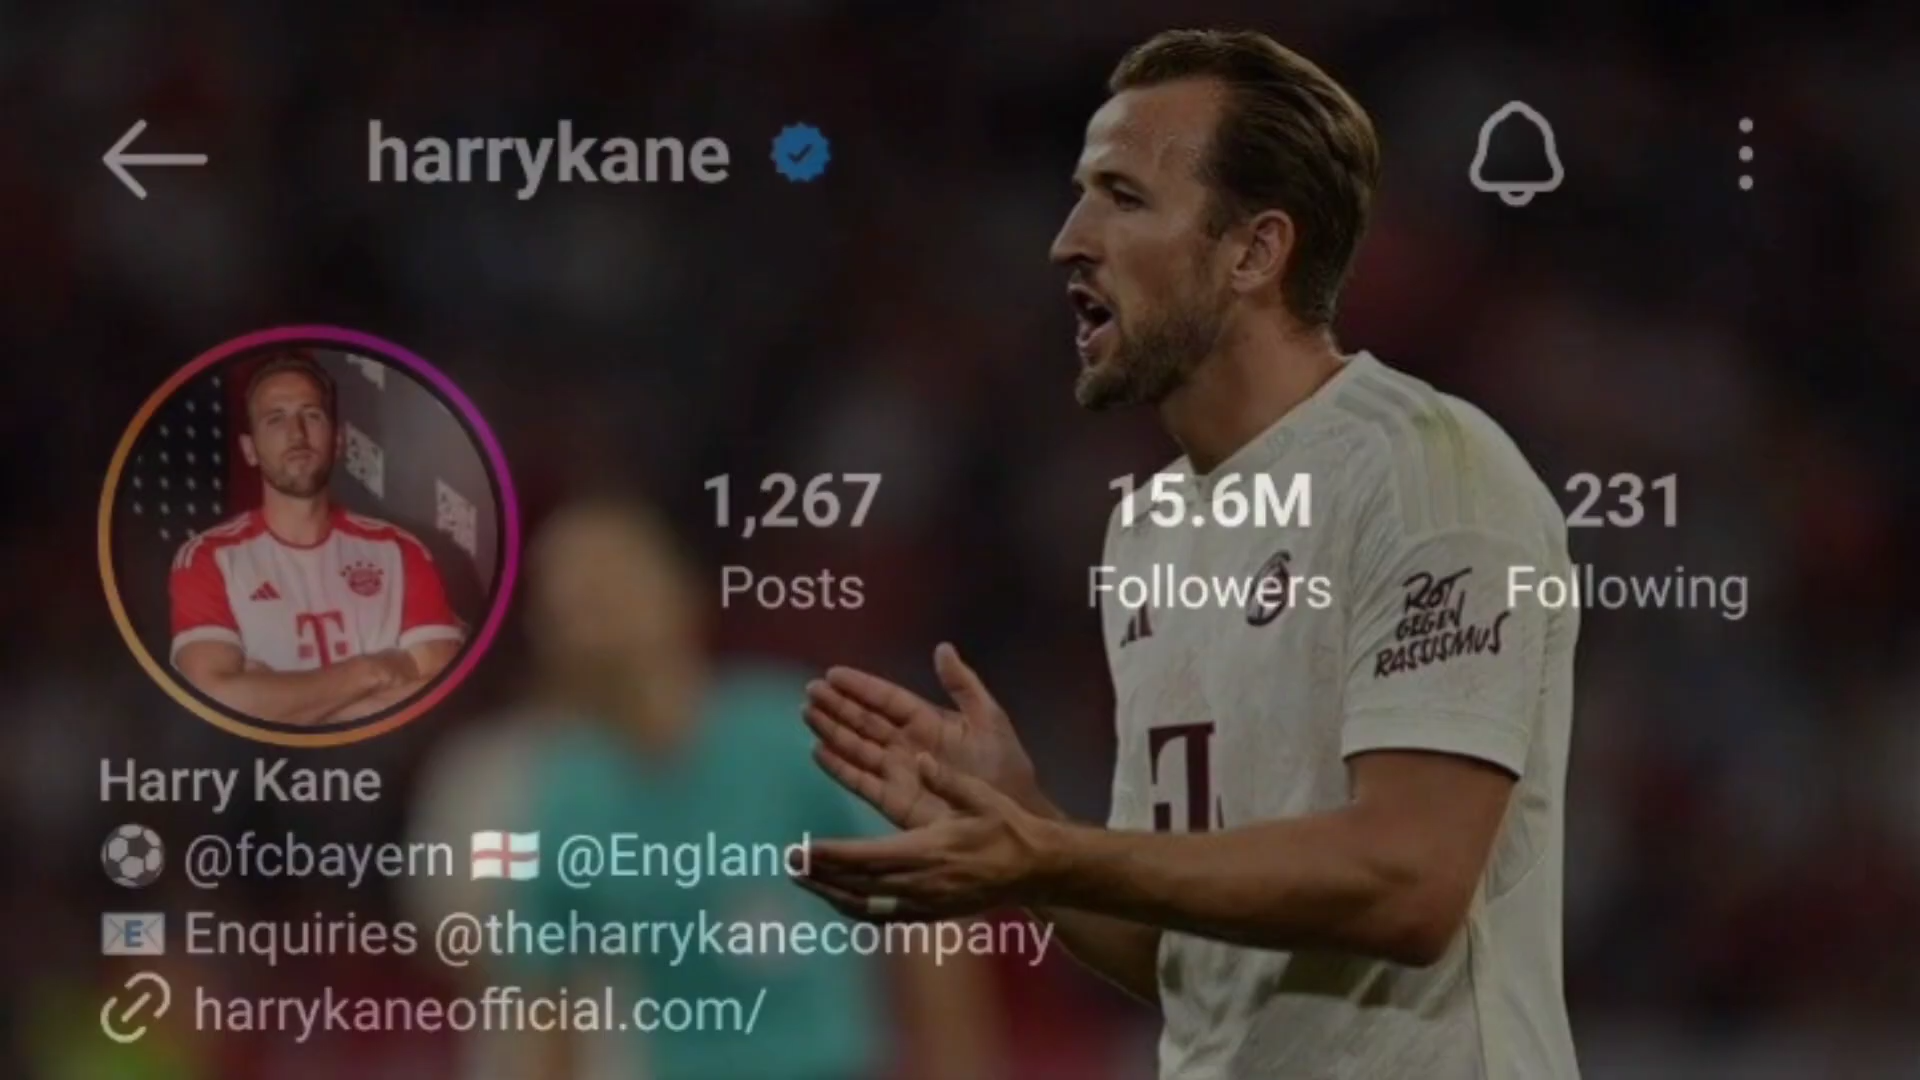 harrykane
1,267
15.6M
231
Posts
Followers
Following
ROT
GEGEN
RASSISMUS
T
T
Harry Kane
@fcbayern @England
Enquiries @theharrykanecompany
harrykaneofficial.com/